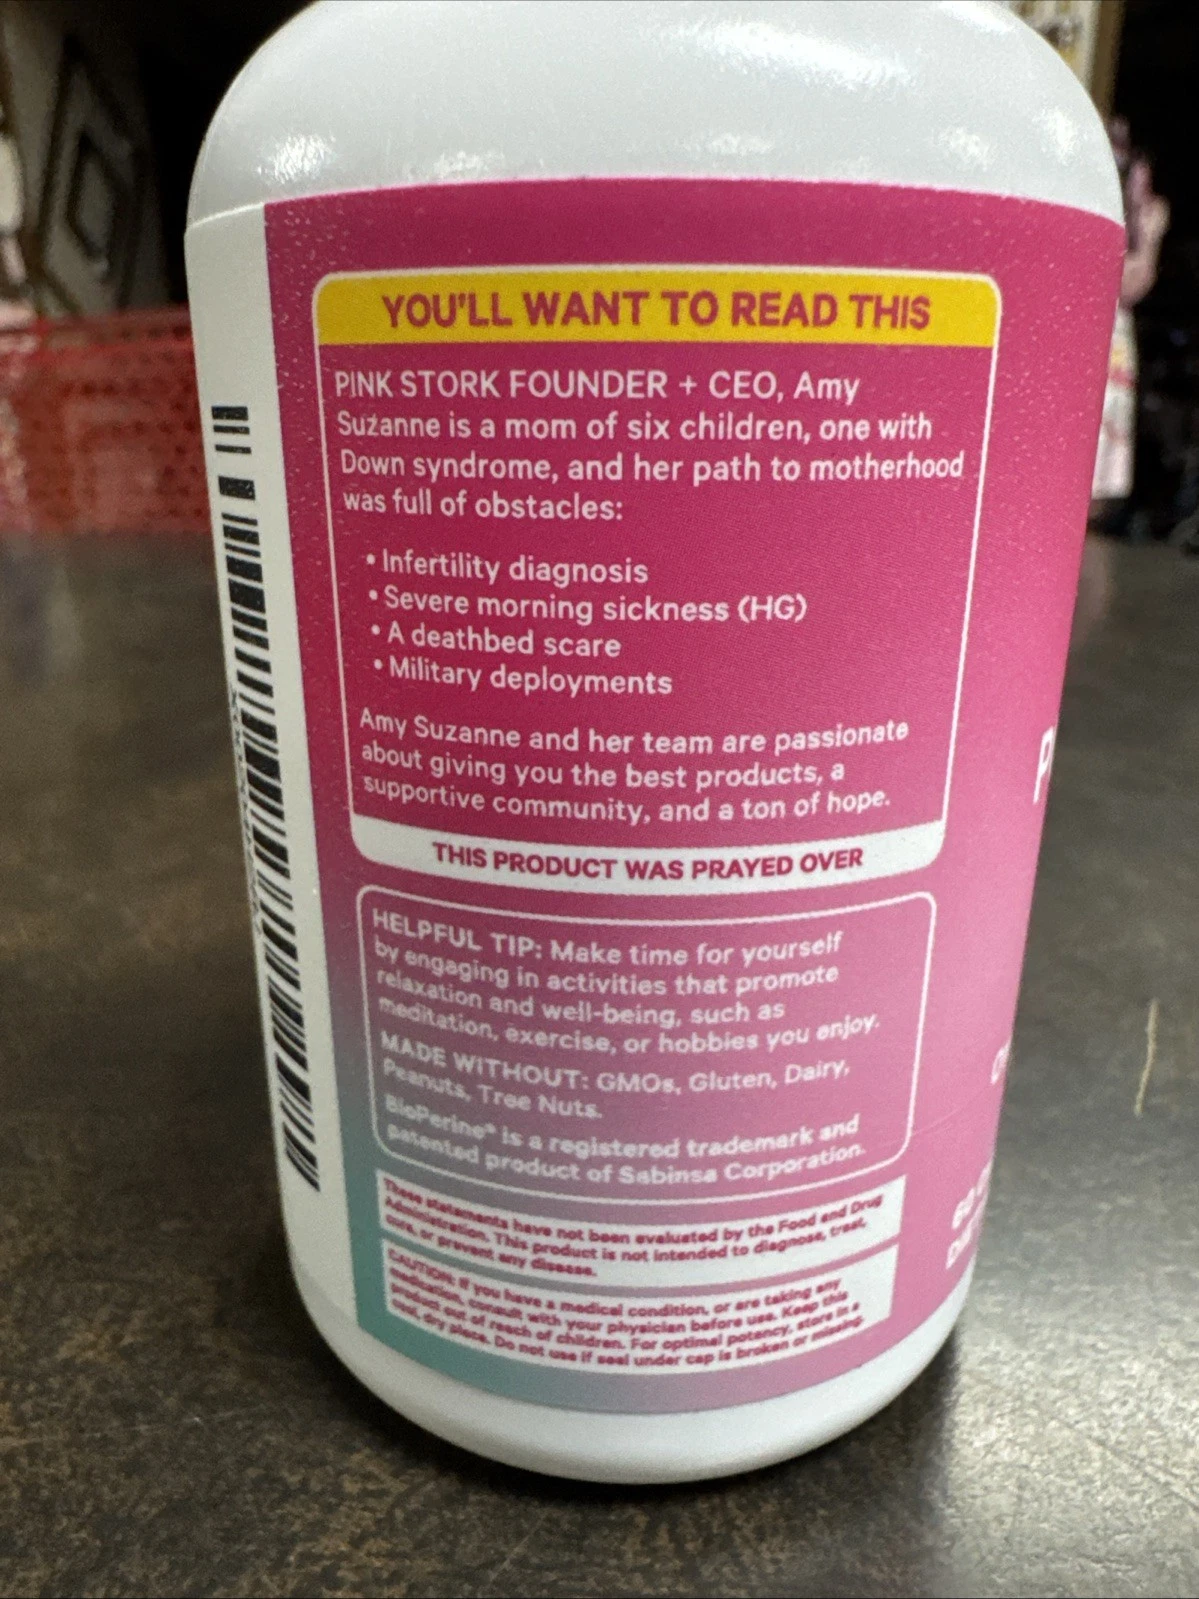 YOU'LL WANT TO READ THIS
PINK STORK FOUNDER + CEO, Amy
Suzanne is a mom of six children, one with
Down syndrome, and her path to motherhood
was full of obstacles:
• Infertility diagnosis
• Severe morning sickness (HG)
• A deathbed scare
• Military deployments
Amy Suzanne and her team are passionate
about giving you the best products, a
supportive community, and a ton of hope.
THIS PRODUCT WAS PRAYED OVER
HELPFUL TIP: Make time for yourself
by engaging in activities that promote
relaxation and well-being, such as
meditation, exercise, or hobbies you enjoy.
MADE WITHOUT: GMOs, Gluten, Dairy,
Peanuts, Tree Nuts.
BioPerine® is a registered trademark and
patented product of Sabinsa Corporation.
These statements have not been evaluated by the Food and Drug
Administration. This product is not intended to diagnose, treat,
cure, or prevent any disease.
CAUTION: If you have a medical condition, or are taking any
medication, consult with your physician before use. Keep this
product out of reach of children. For optimal potency, store in a
cool, dry place. Do not use if seal under cap is broken or missing.